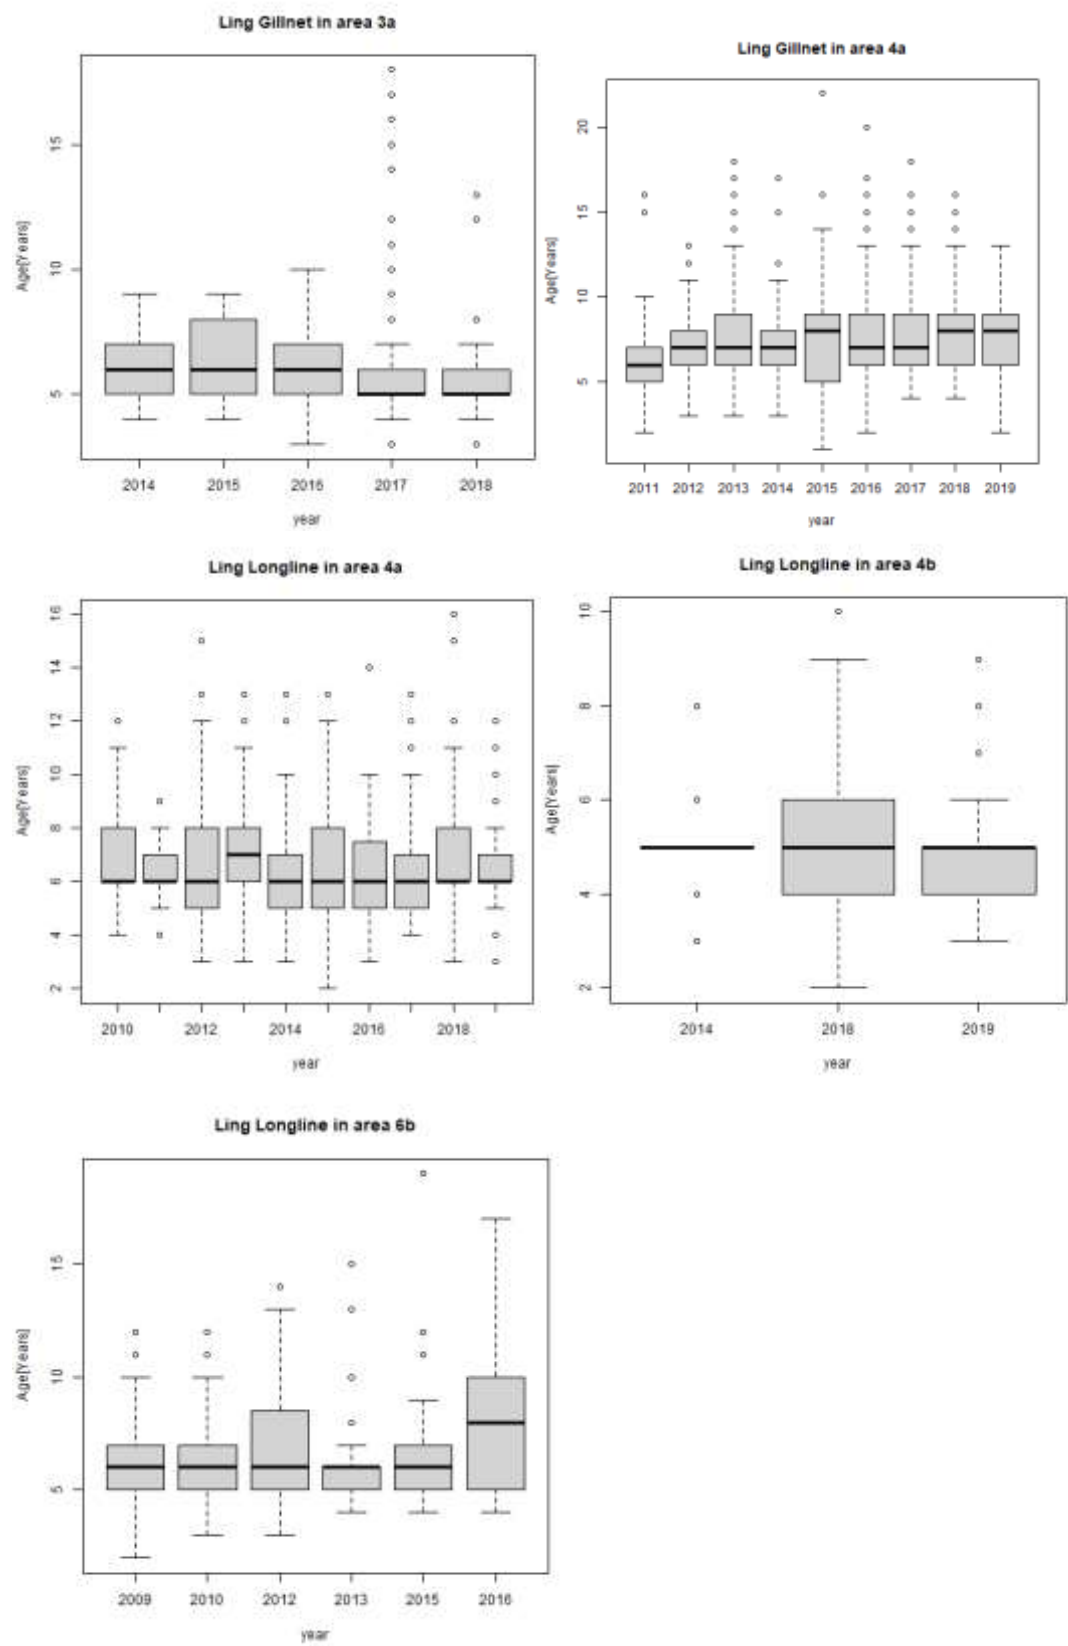 Ling Gillnet in area 3a
Age[Years]
15
10
5
2014 2015 2016 2017 2018
year
Ling Gillnet in area 4a
Age[Years]
20
15
10
5
2011 2012 2013 2014 2015 2016 2017 2018 2019
year
Ling Longline in area 4a
Age[Years]
16
14
12
10
8
6
4
2
2010 2012 2014 2016 2018
year
Ling Longline in area 4b
Age[Years]
10
8
6
4
2
2014 2018 2019
year
Ling Longline in area 6b
Age[Years]
15
10
5
2009 2010 2012 2013 2015 2016
year